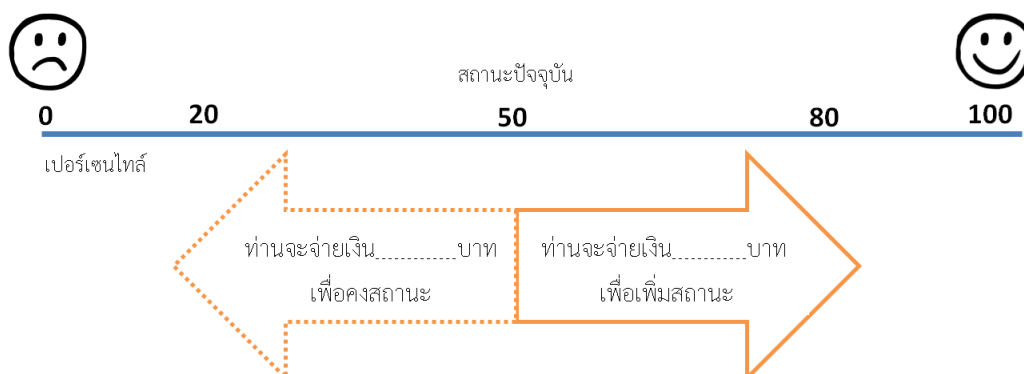 สถานะปัจจุบัน
0 20 50 80 100
เปอร์เซนไทล์
ท่านจะจ่ายเงิน............บาท
เพื่อคงสถานะ
ท่านจะจ่ายเงิน............บาท
เพื่อเพิ่มสถานะ